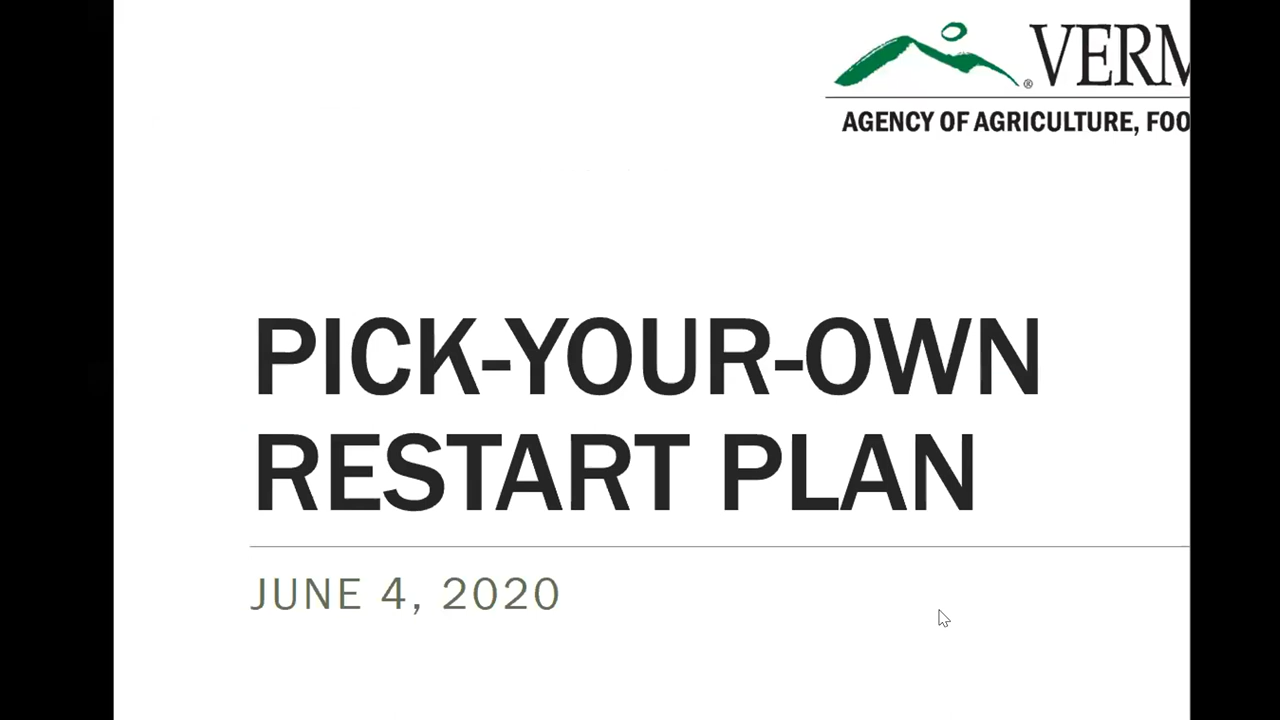 ® VERM
AGENCY OF AGRICULTURE, FOO
PICK-YOUR-OWN
RESTART PLAN
JUNE 4, 2020